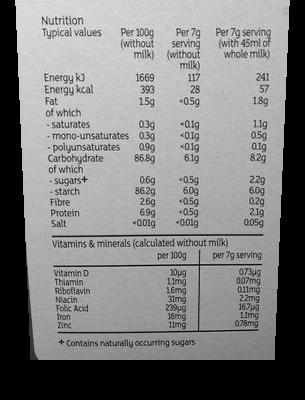 Nutrition
Typical values Per 100g Per 7g Per 7g serving
(without serving (with 45ml of
milk) (without whole milk)
milk)
Energy kJ 1669 117 241
Energy kcal 393 28 57
Fat 1.5g <0.5g 1.8g
of which
- saturates 0.3g <0.1g 1.1g
- mono-unsaturates 0.3g <0.1g 0.5g
- polyunsaturates 0.9g <0.1g 0.1g
Carbohydrate 86.8g 6.1g 8.2g
of which
- sugars+ 0.6g <0.5g 2.2g
- starch 86.2g 6.0g 6.0g
Fibre 2.6g <0.5g 0.2g
Protein 6.9g <0.5g 2.1g
Salt <0.01g <0.01g 0.05g
Vitamins & minerals (calculated without milk)
per 100g per 7g serving
Vitamin D 10µg 0.73µg
Thiamin 1.1mg 0.07mg
Riboflavin 1.6mg 0.11mg
Niacin 31mg 2.2mg
Folic Acid 239µg 16.7µg
Iron 16mg 1.1mg
Zinc 11mg 0.78mg
+ Contains naturally occurring sugars